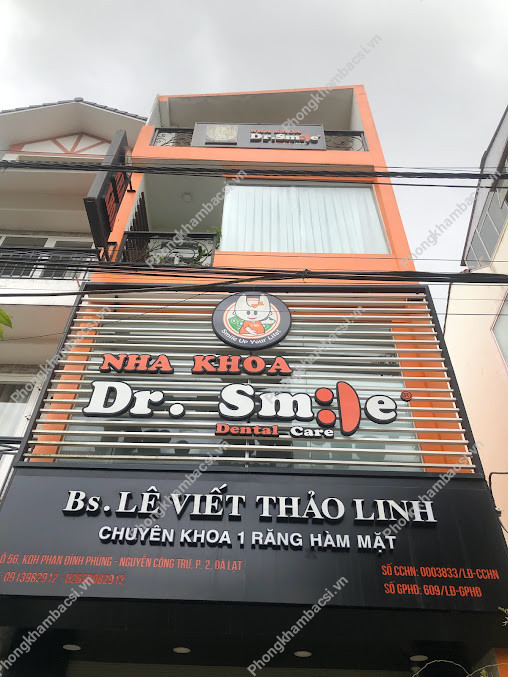 NHA KHOA
Dr.Smile
Smile Up Your Life!
NHA KHOA
Dr. Smile®
Dental Care
Bs. LÊ VIẾT THẢO LINH
CHUYÊN KHOA 1 RĂNG HÀM MẶT
Ô 56, KQH PHAN ĐÌNH PHÙNG - NGUYỄN CÔNG TRỨ, P. 2, ĐÀ LẠT
SỐ CCHN: 0003833/LĐ-CCHN
SỐ GPHĐ: 609/LĐ-GPHĐ
Phongkhambacsi.vn